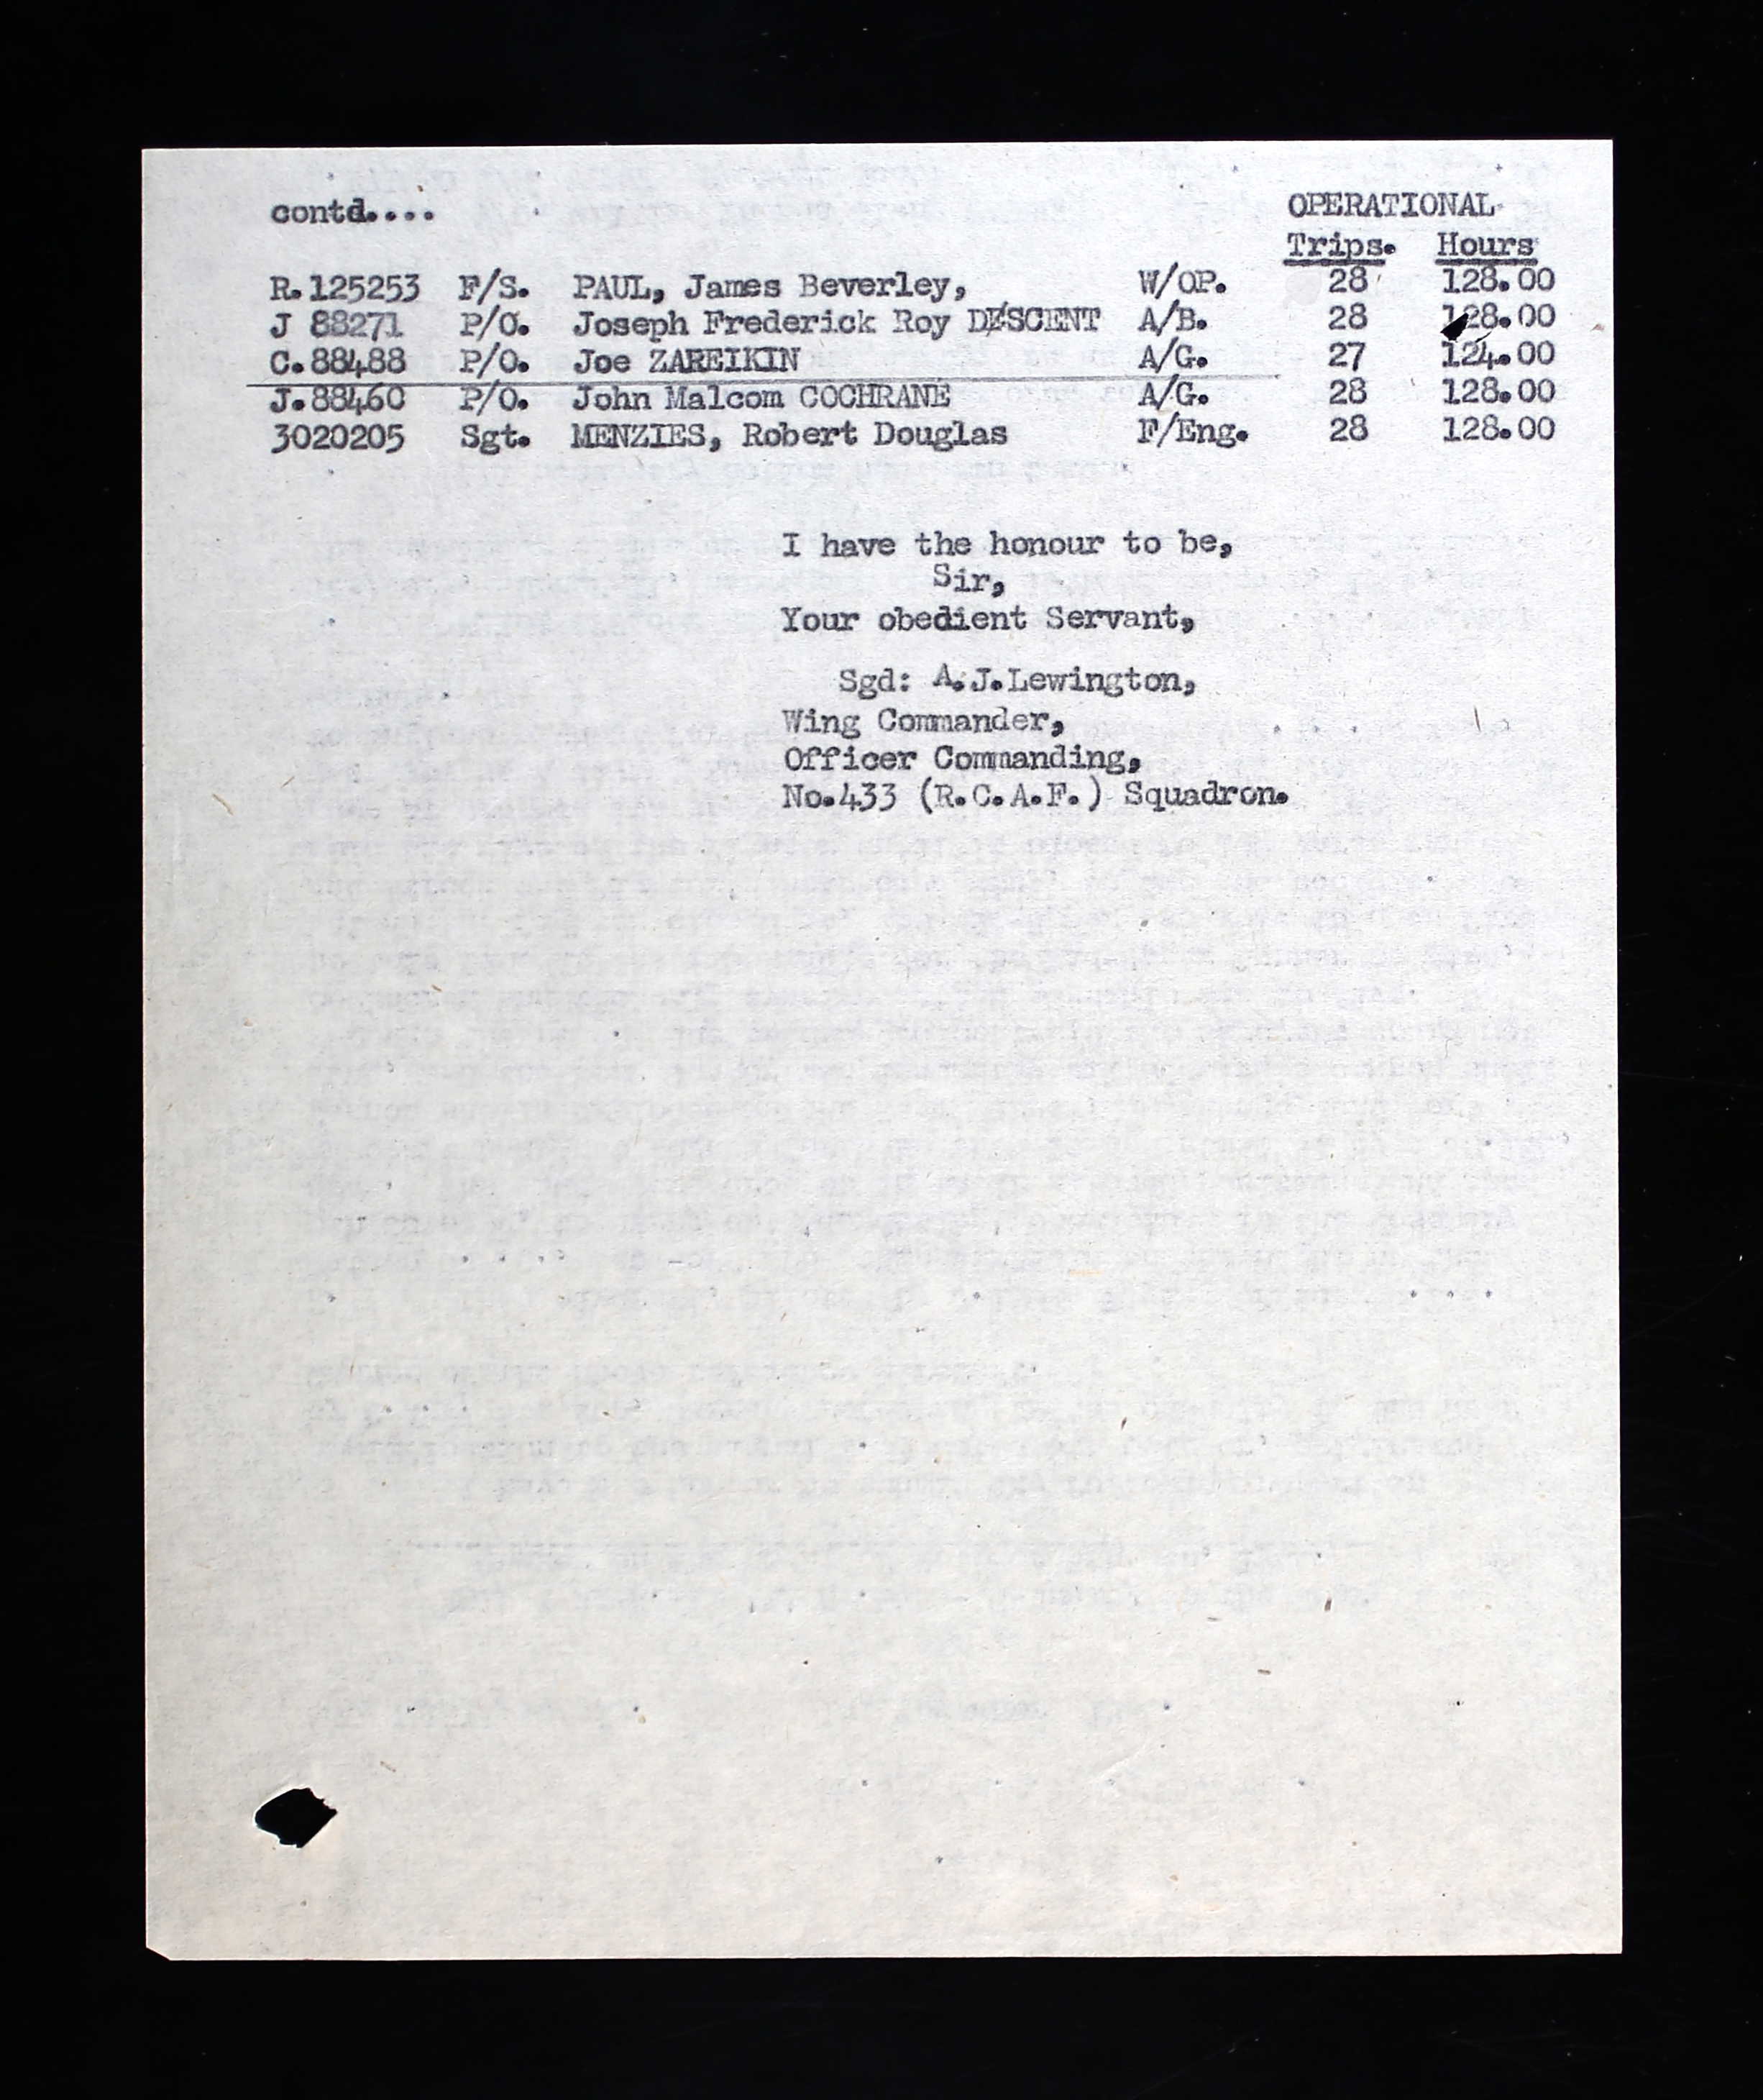 contd.... OPERATIONAL
Trips. Hours
R.125253 F/S. PAUL, James Beverley, W/OP. 28 128.00
J 88271 P/O. Joseph Frederick Roy DESCENT A/B. 28 128.00
C.88488 P/O. Joe ZAREIKIN A/G. 27 124.00
J.88460 P/O. John Malcom COCHRANE A/G. 28 128.00
3020205 Sgt. MENZIES, Robert Douglas F/Eng. 28 128.00
I have the honour to be,
Sir,
Your obedient Servant,
Sgd: A.J.Lewington,
Wing Commander,
Officer Commanding,
No.433 (R.C.A.F.) Squadron.